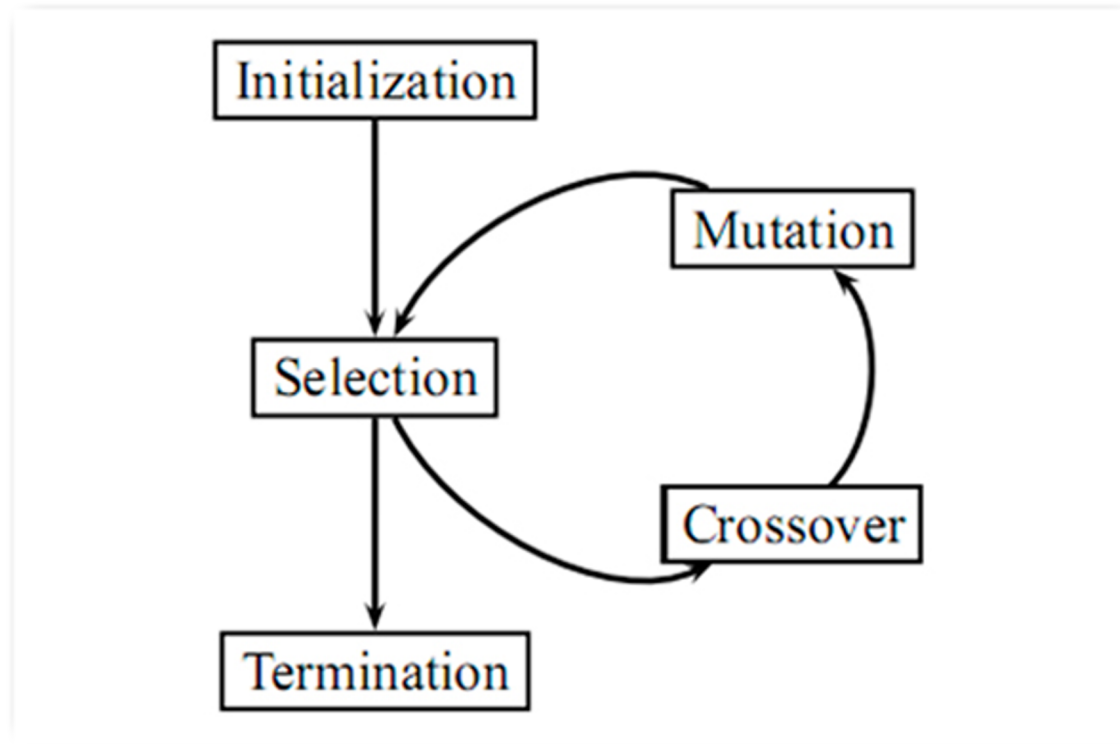 Initialization
Mutation
Selection
Crossover
Termination